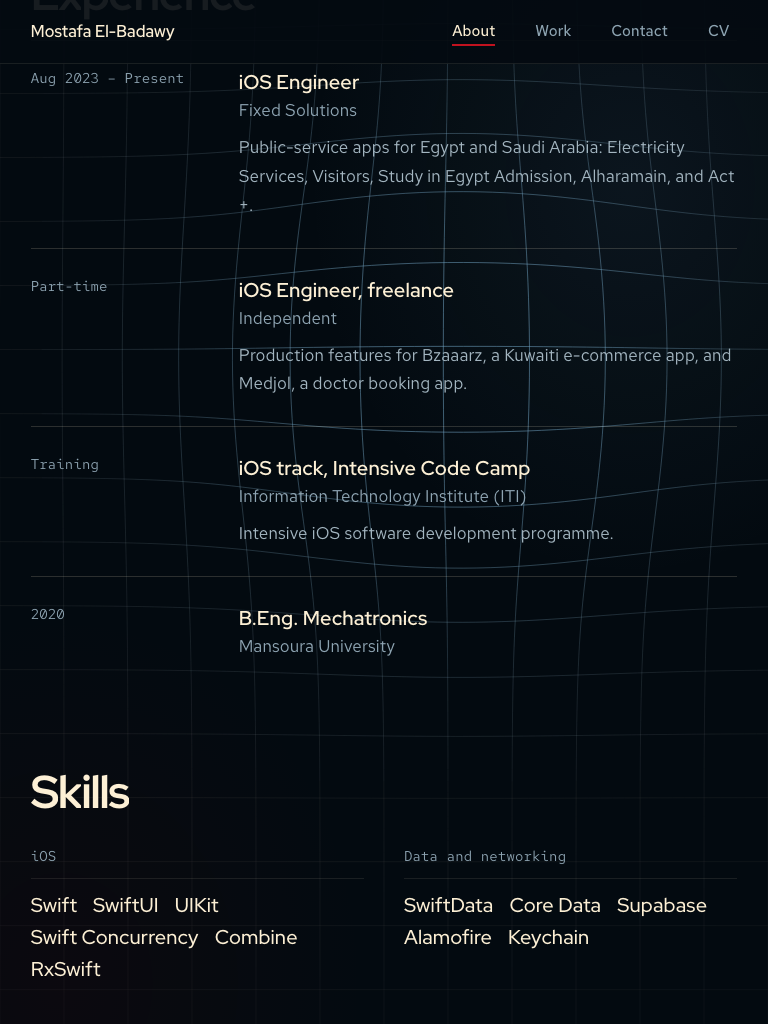 Experience
Mostafa El-Badawy
About
Work
Contact
CV
Aug 2023 – Present
iOS Engineer
Fixed Solutions
Public-service apps for Egypt and Saudi Arabia: Electricity
Services, Visitors, Study in Egypt Admission, Alharamain, and Act
+.
Part-time
iOS Engineer, freelance
Independent
Production features for Bzaaarz, a Kuwaiti e-commerce app, and
Medjol, a doctor booking app.
Training
iOS track, Intensive Code Camp
Information Technology Institute (ITI)
Intensive iOS software development programme.
2020
B.Eng. Mechatronics
Mansoura University
Skills
iOS
Swift SwiftUI UIKit
Swift Concurrency Combine
RxSwift
Data and networking
SwiftData Core Data Supabase
Alamofire Keychain